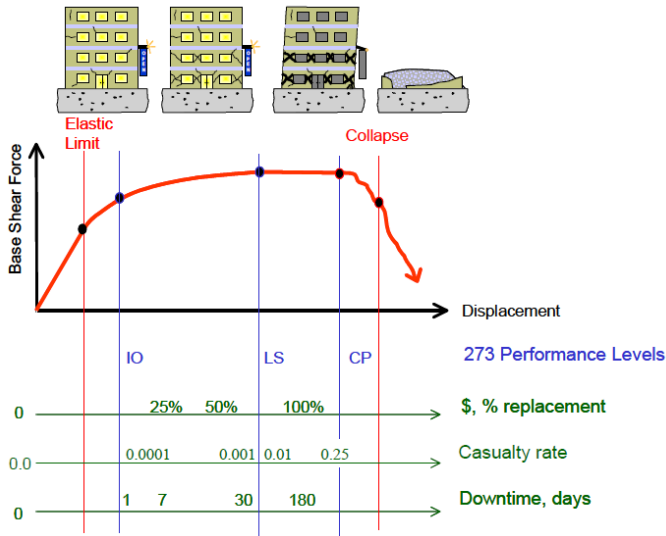 Elastic
Limit
Collapse
Base Shear Force
Displacement
IO
LS
CP
273 Performance Levels
0
25%
50%
100%
$, % replacement
0.0
0.0001
0.001
0.01
0.25
Casualty rate
0
1
7
30
180
Downtime, days